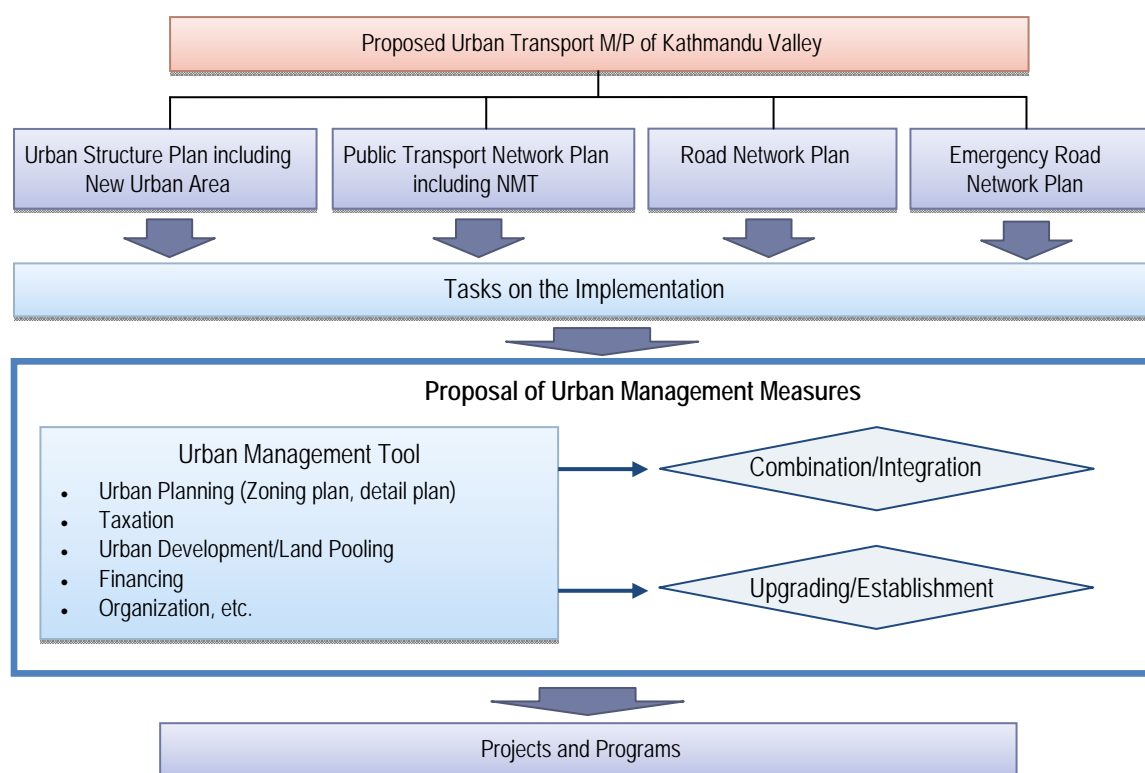 Proposed Urban Transport M/P of Kathmandu Valley
Urban Structure Plan including
New Urban Area
Public Transport Network Plan
including NMT
Road Network Plan
Emergency Road
Network Plan
Tasks on the Implementation
Proposal of Urban Management Measures
Urban Management Tool
• Urban Planning (Zoning plan, detail plan)
• Taxation
• Urban Development/Land Pooling
• Financing
• Organization, etc.
Combination/Integration
Upgrading/Establishment
Projects and Programs